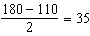 (180 − 110) / 2 = 35